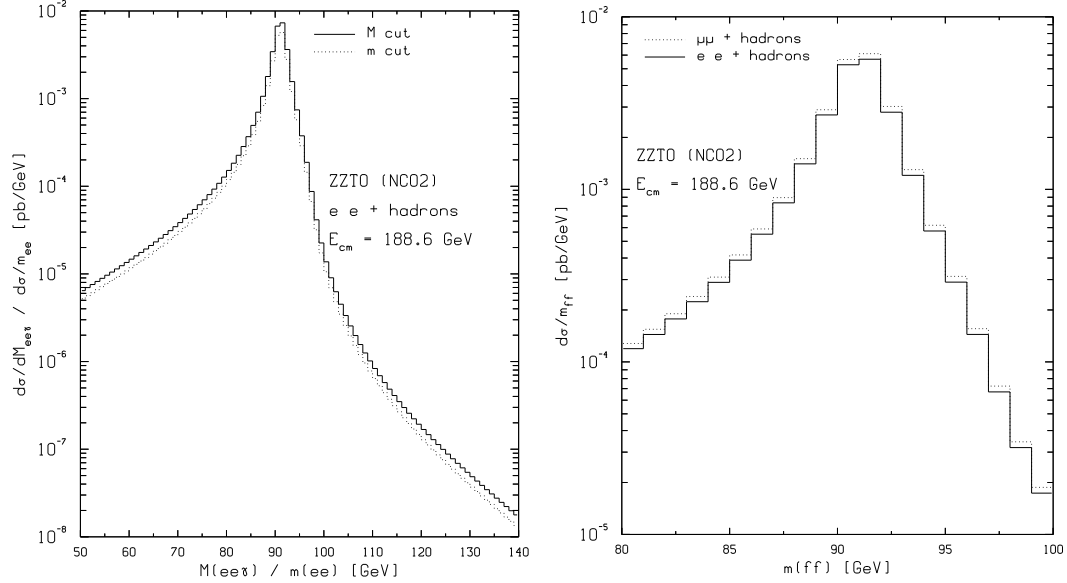 10⁻²
10⁻³
10⁻⁴
10⁻⁵
10⁻⁶
10⁻⁷
10⁻⁸
dσ/dM_eeγ / dσ/m_ee [pb/GeV]
M cut
m cut
ZZTO (NC02)
e e + hadrons
E_cm = 188.6 GeV
50 60 70 80 90 100 110 120 130 140
M(eeγ) / m(ee) [GeV]
10⁻²
10⁻³
10⁻⁴
10⁻⁵
dσ/m_ff [pb/GeV]
μμ + hadrons
e e + hadrons
ZZTO (NC02)
E_cm = 188.6 GeV
80 85 90 95 100
m(ff) [GeV]